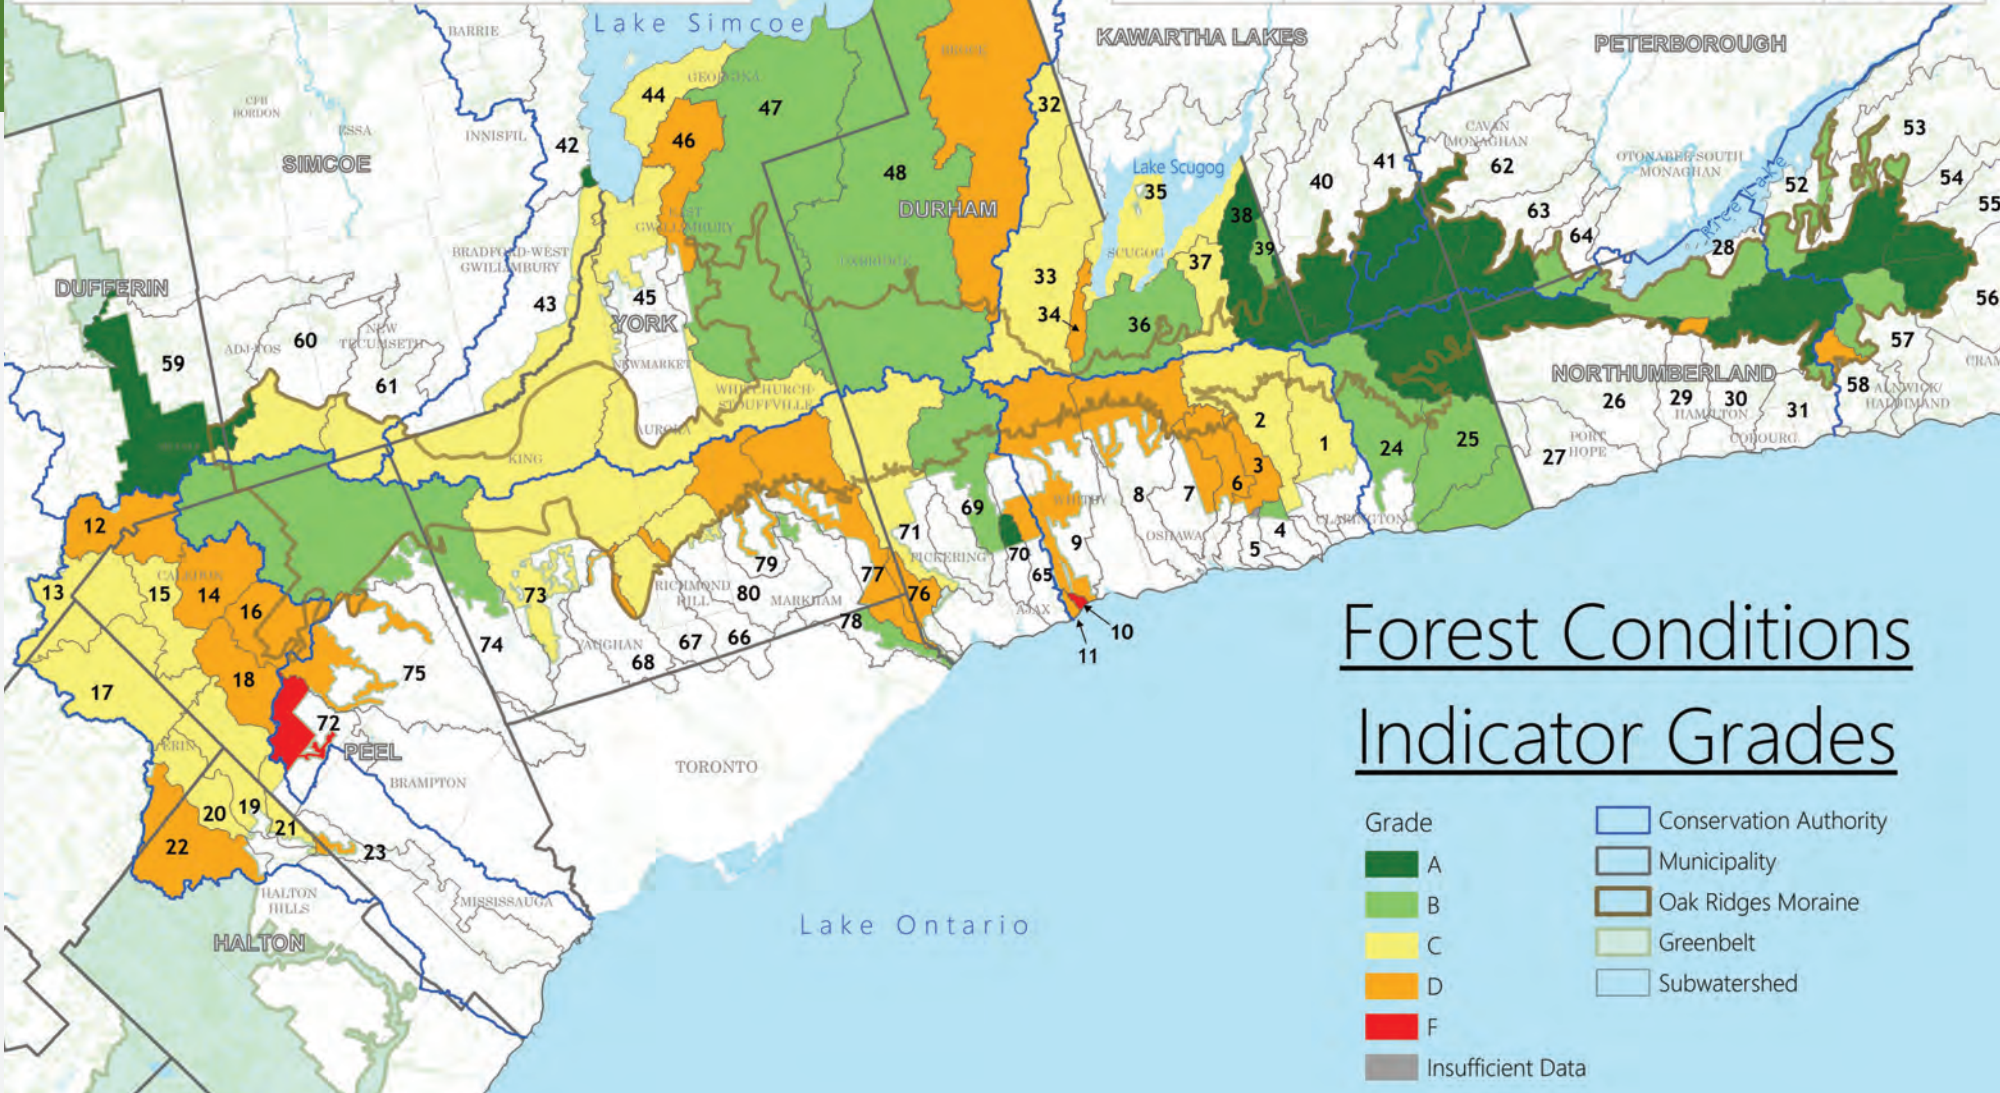 Lake Simcoe
KAWARTHA LAKES
PETERBOROUGH
BARRIE
BROCK
GEORGINA
CFB
BORDON
ESSA
INNISFIL
SIMCOE
44
47
46
42
32
48
DURHAM
Lake Scugog
35
38
39
40
41
CAVAN
MONAGHAN
62
63
64
OTONABEE-SOUTH
MONAGHAN
Rice Lake
52
53
54
55
28
56
EAST
GWILLIMBURY
BRADFORD-WEST
GWILLIMBURY
UXBRIDGE
SCUGOG
33
37
34
36
43
45
YORK
DUFFERIN
59
60
ADJ-TOS
NEW
TECUMSETH
61
NEWMARKET
WHITCHURCH-
STOUFFVILLE
AURORA
KING
NORTHUMBERLAND
57
58
ALNWICK/
HALDIMAND
26
29
30
HAMILTON
31
COBOURG
27
PORT
HOPE
2
1
24
25
3
6
7
8
WHITBY
OSHAWA
CLARINGTON
4
5
9
69
70
65
71
PICKERING
AJAX
10
11
12
13
15
CALEDON
14
16
18
17
ERIN
72
75
PEEL
BRAMPTON
74
73
VAUGHAN
68
67
66
RICHMOND
HILL
80
79
MARKHAM
77
76
78
TORONTO
20
19
21
22
23
HALTON
HILLS
MISSISSAUGA
HALTON
Lake Ontario
Forest Conditions
Indicator Grades
Grade
A
B
C
D
F
Insufficient Data
Conservation Authority
Municipality
Oak Ridges Moraine
Greenbelt
Subwatershed